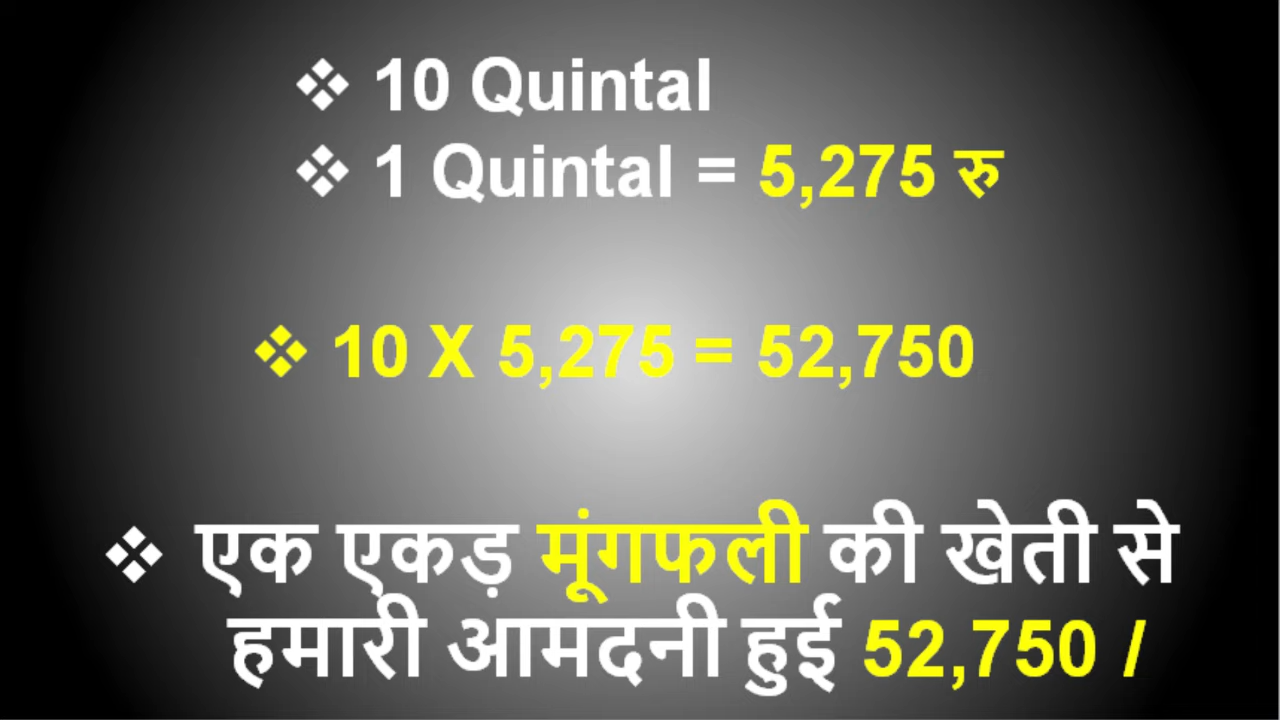 ❖ 10 Quintal
❖ 1 Quintal = 5,275 रु
❖ 10 X 5,275 = 52,750
❖ एक एकड़ मूंगफली की खेती से
हमारी आमदनी हुई 52,750 /